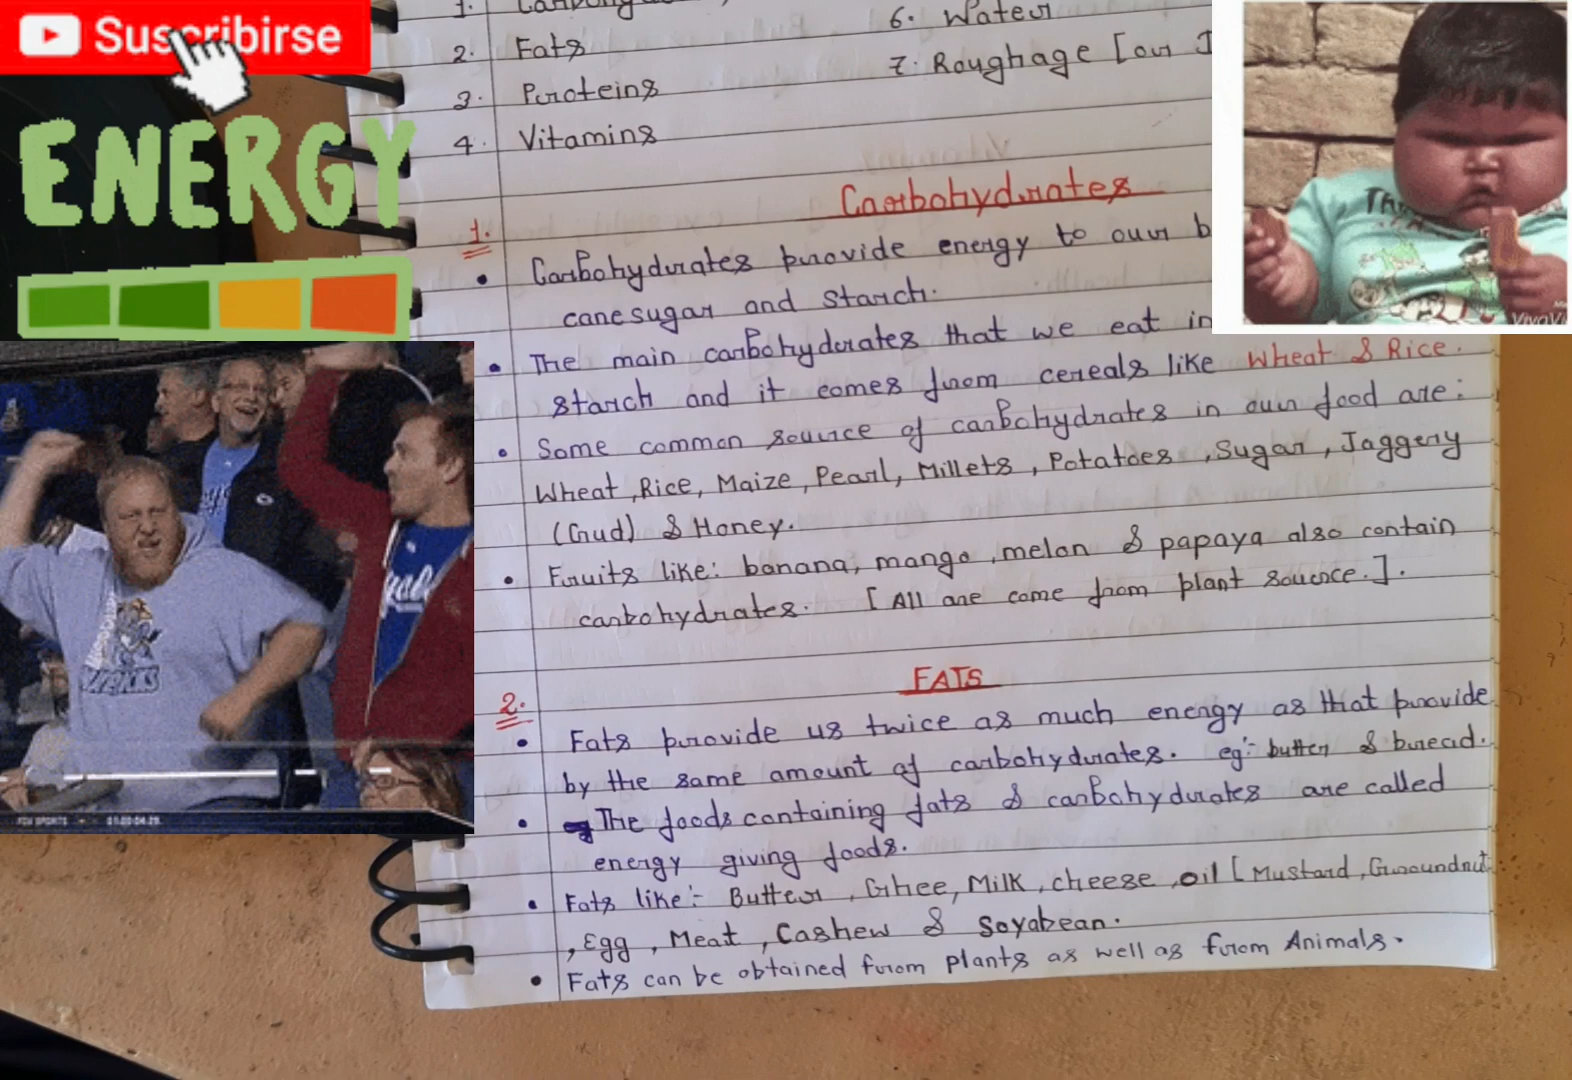 Suscribirse
ENERGY
2. Fats
3. Proteins
4. Vitamins
6. Water
7. Roughage [or
Carbohydrates
1.
• Carbohydrates provide energy to our b
canesugar and starch.
• The main carbohydrates that we eat in
starch and it comes from cereals like Wheat & Rice.
• Some common source of carbohydrates in our food are:
Wheat, Rice, Maize, Pearl, Millets, Potatoes, Sugar, Jaggery
(Gud) & Honey.
• Fruits like: banana, mango, melon & papaya also contain
carbohydrates. [All are come from plant source.].
FATS
2.
• Fats provide us twice as much energy as that provide
by the same amount of carbohydrates. eg:- butter & bread.
• The foods containing fats & carbohydrates are called
energy giving foods.
• Fats like:- Butter, Ghee, Milk, cheese, oil [Mustard, Groundnut
, Egg, Meat, Cashew & Soyabean.
• Fats can be obtained from plants as well as from Animals.
VivaVi